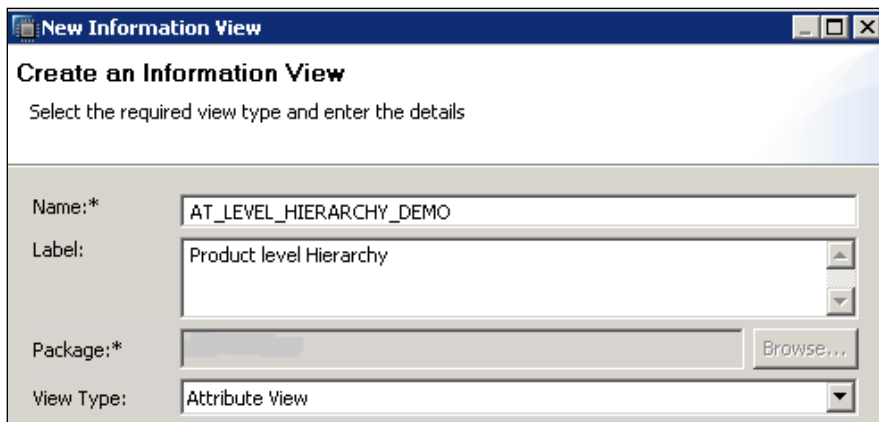 New Information View
Create an Information View
Select the required view type and enter the details
Name:* AT_LEVEL_HIERARCHY_DEMO
Label: Product level Hierarchy
Package:* Browse...
View Type: Attribute View